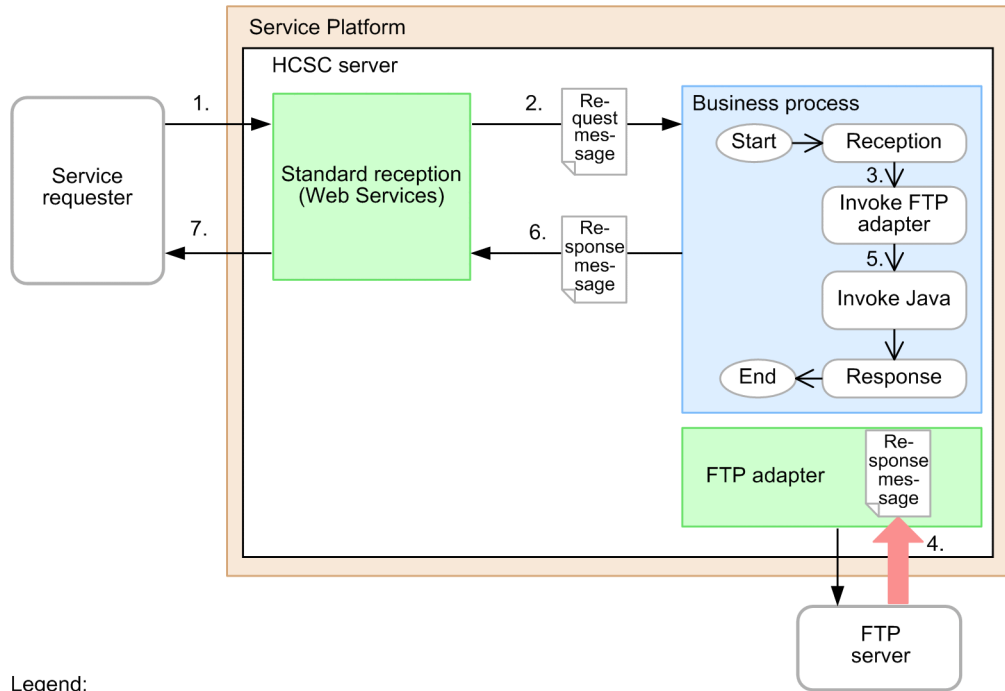 Service Platform
HCSC server
Service
requester
1.
7.
Standard reception
(Web Services)
2.
Re-
quest
mes-
sage
6.
Re-
sponse
mes-
sage
Business process
Start
Reception
3.
Invoke FTP
adapter
5.
Invoke Java
End
Response
FTP adapter
Re-
sponse
mes-
sage
4.
FTP
server
Legend: